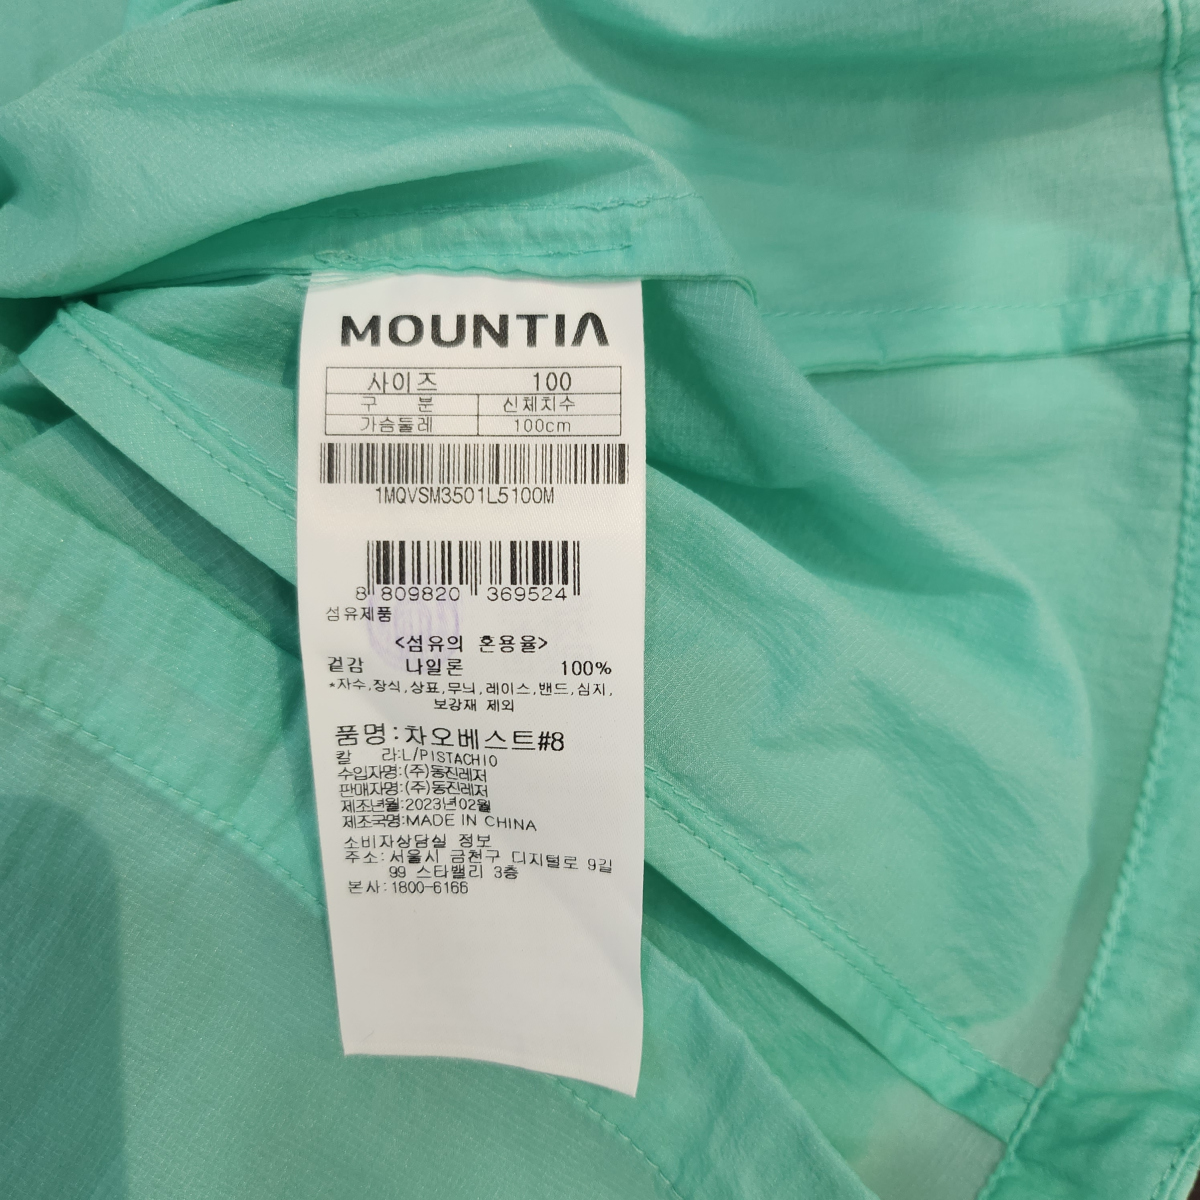 MOUNTIA
사이즈 100
구 분 신체치수
가슴둘레 100cm
1MQVSM3501L5100M
8 809820 369524
섬유제품
<섬유의 혼용율>
겉감 나일론 100%
*자수,장식,상표,무늬,레이스,밴드,심지,
보강재 제외
품명:차오베스트#8
칼 라:L/PISTACHIO
수입자명:(주)동진레저
판매자명:(주)동진레저
제조년월:2023년02월
제조국명:MADE IN CHINA
소비자상담실 정보
주소:서울시 금천구 디지털로 9길
99 스타밸리 3층
본사:1800-6166